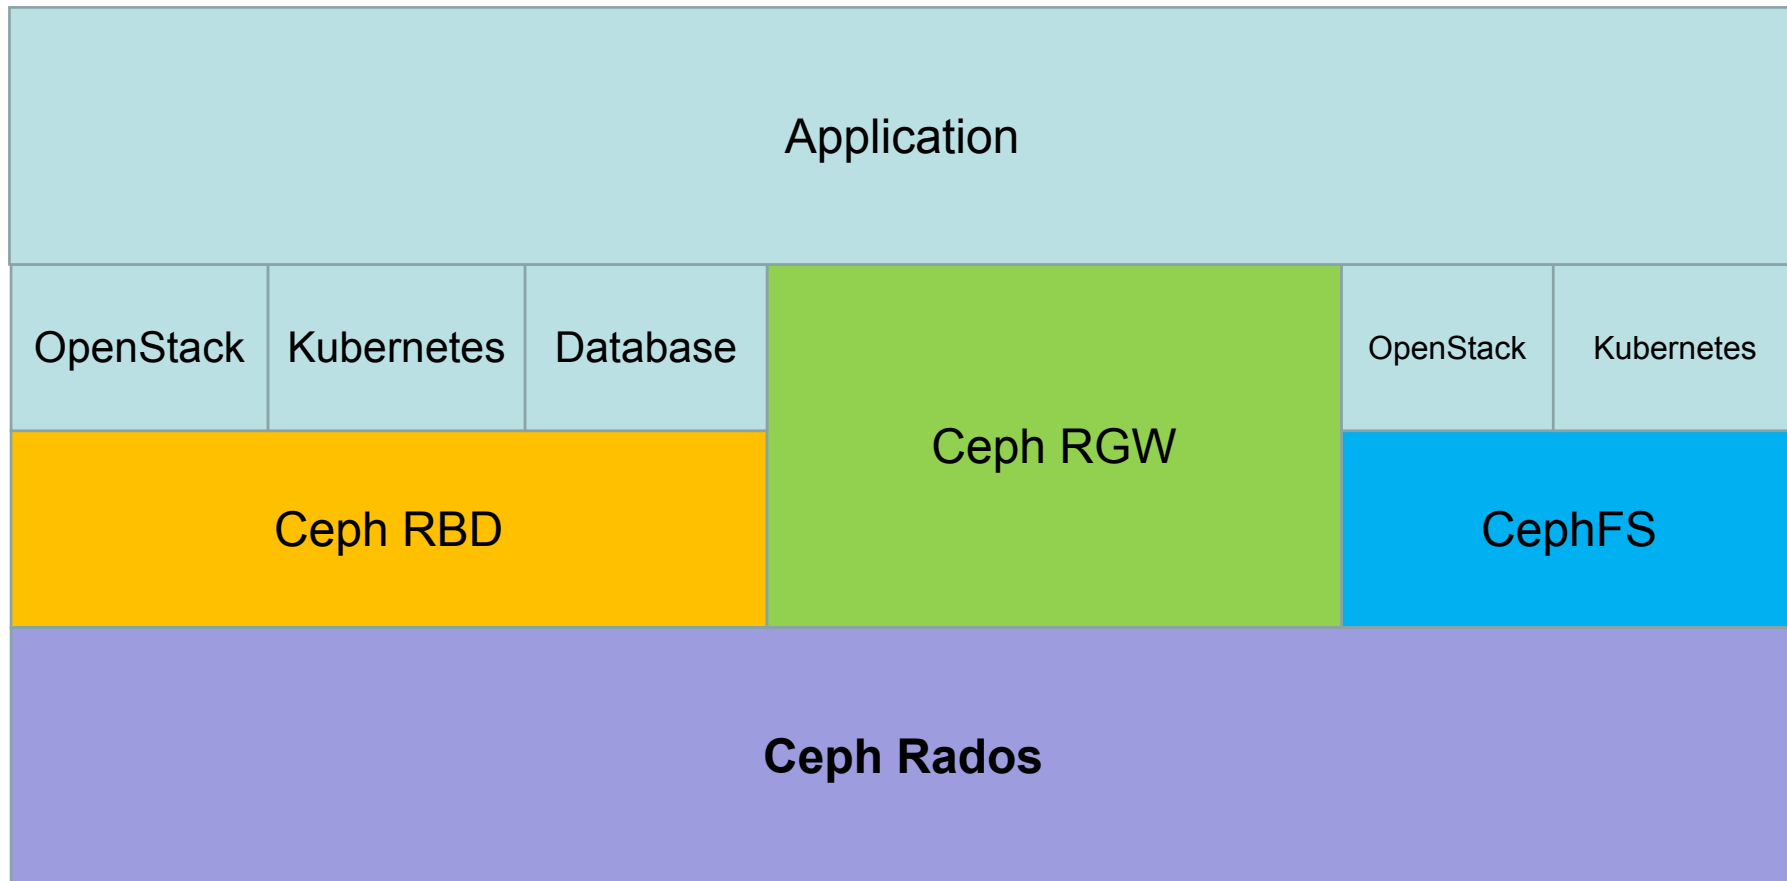 Application
OpenStack
Kubernetes
Database
Ceph RGW
OpenStack
Kubernetes
Ceph RBD
CephFS
Ceph Rados